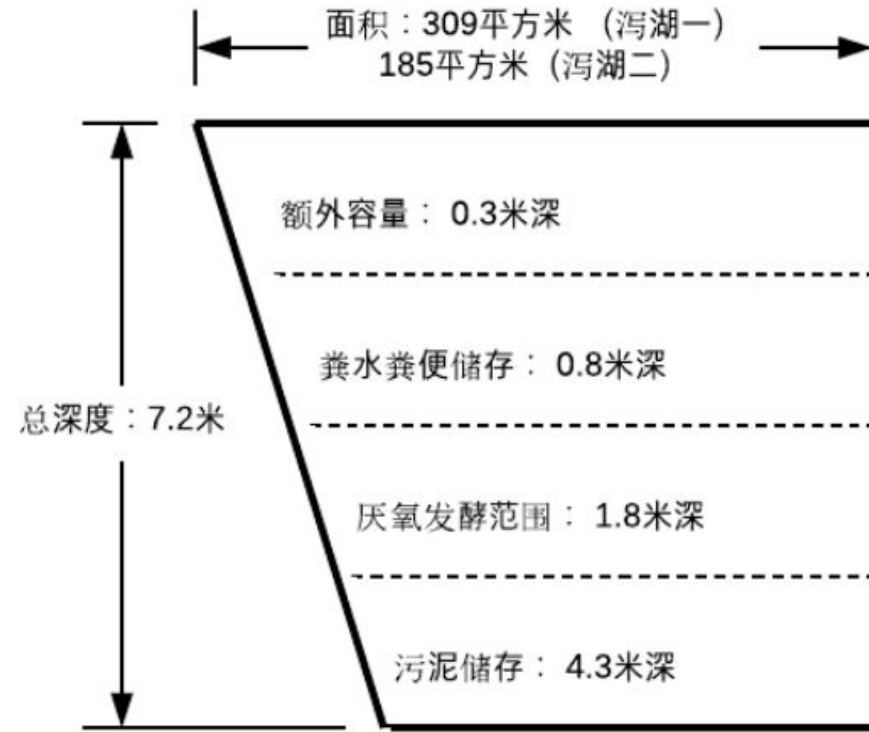 面积：309平方米 （泻湖一）
185平方米（泻湖二）
额外容量： 0.3米深
粪水粪便储存： 0.8米深
总深度：7.2米
厌氧发酵范围： 1.8米深
污泥储存： 4.3米深